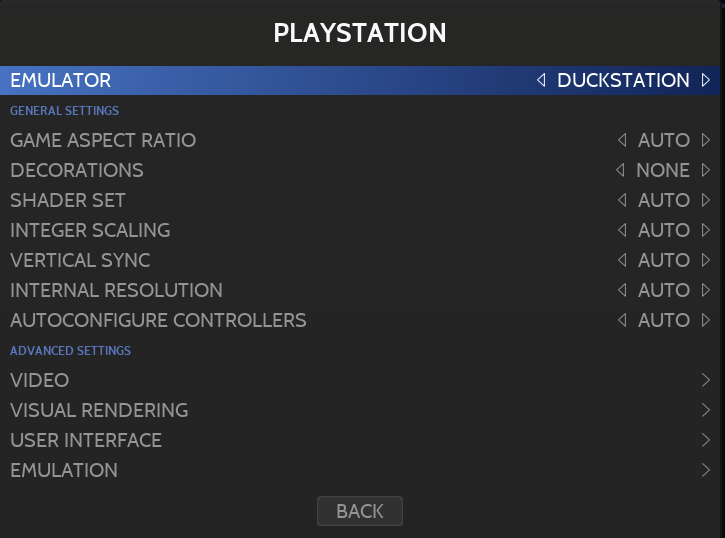 PLAYSTATION
EMULATOR DUCKSTATION
GENERAL SETTINGS
GAME ASPECT RATIO AUTO
DECORATIONS NONE
SHADER SET AUTO
INTEGER SCALING AUTO
VERTICAL SYNC AUTO
INTERNAL RESOLUTION AUTO
AUTOCONFIGURE CONTROLLERS AUTO
ADVANCED SETTINGS
VIDEO
VISUAL RENDERING
USER INTERFACE
EMULATION
BACK